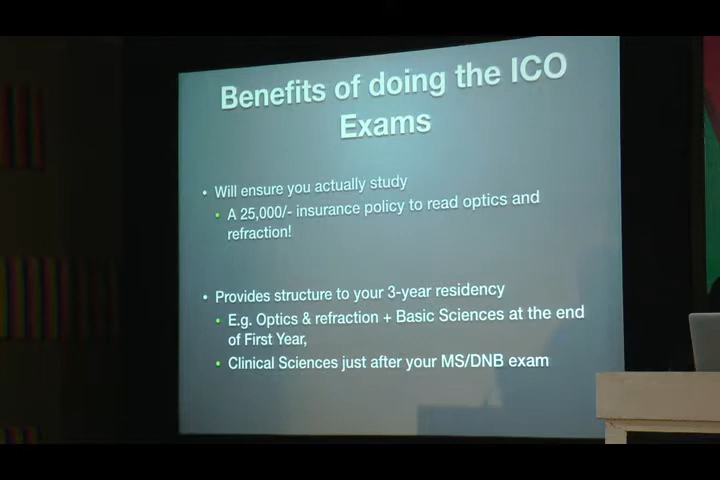 Benefits of doing the ICO
Exams
• Will ensure you actually study
• A 25,000/- insurance policy to read optics and
refraction!
• Provides structure to your 3-year residency
• E.g. Optics & refraction + Basic Sciences at the end
of First Year,
• Clinical Sciences just after your MS/DNB exam